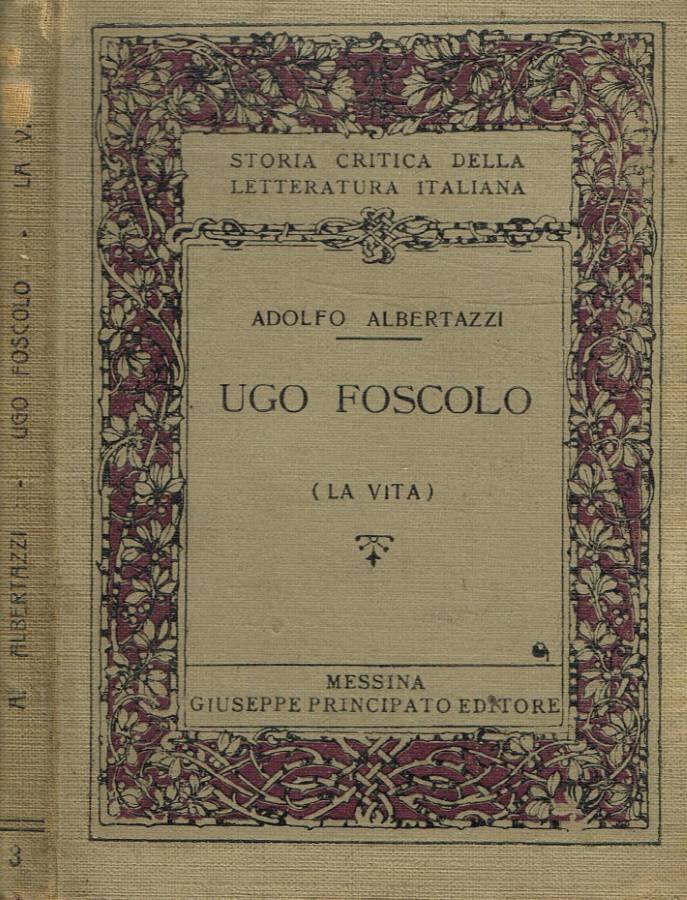 STORIA CRITICA DELLA
LETTERATURA ITALIANA
ADOLFO ALBERTAZZI
UGO FOSCOLO
(LA VITA)
MESSINA
GIUSEPPE PRINCIPATO EDITORE
A. ALBERTAZZI - UGO FOSCOLO - LA V.
3